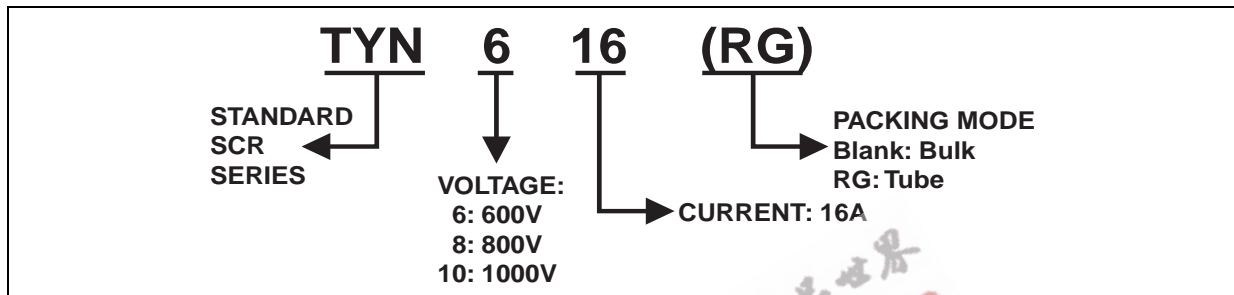 TYN 6 16 (RG)
STANDARD
SCR
SERIES
VOLTAGE:
6: 600V
8: 800V
10: 1000V
CURRENT: 16A
PACKING MODE
Blank: Bulk
RG: Tube